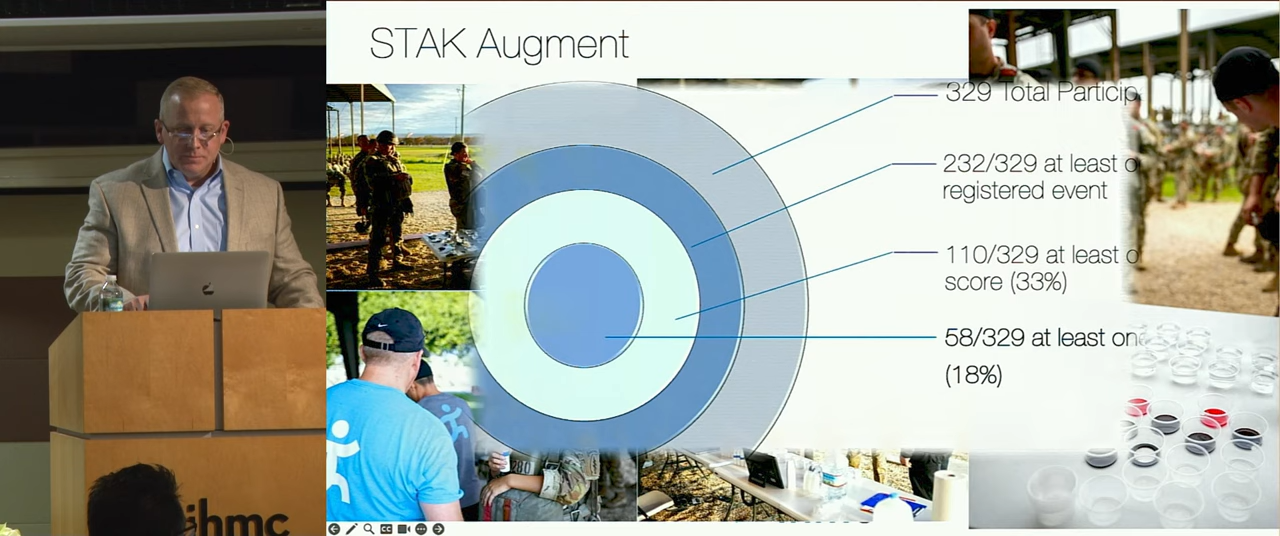 STAK Augment
329 Total Particip
232/329 at least
registered event
110/329 at least
score (33%)
58/329 at least
(18%)
CC
ihmc